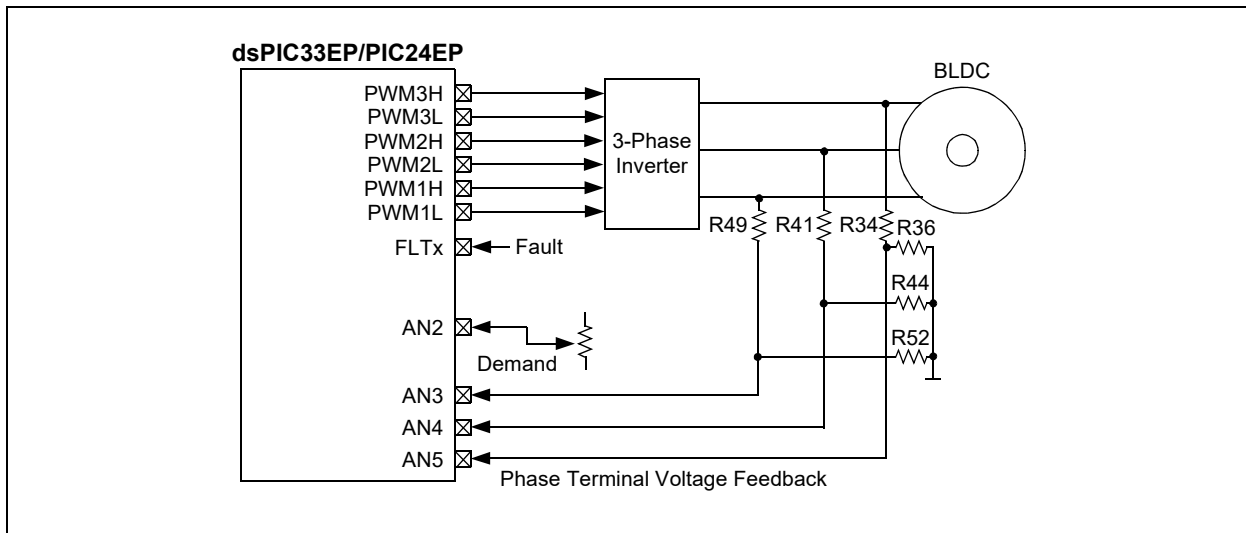 dsPIC33EP/PIC24EP
BLDC
PWM3H
PWM3L
PWM2H
PWM2L
PWM1H
PWM1L
3-Phase
Inverter
R49
R41
R34
R36
FLTx
Fault
R44
AN2
R52
Demand
AN3
AN4
AN5
Phase Terminal Voltage Feedback